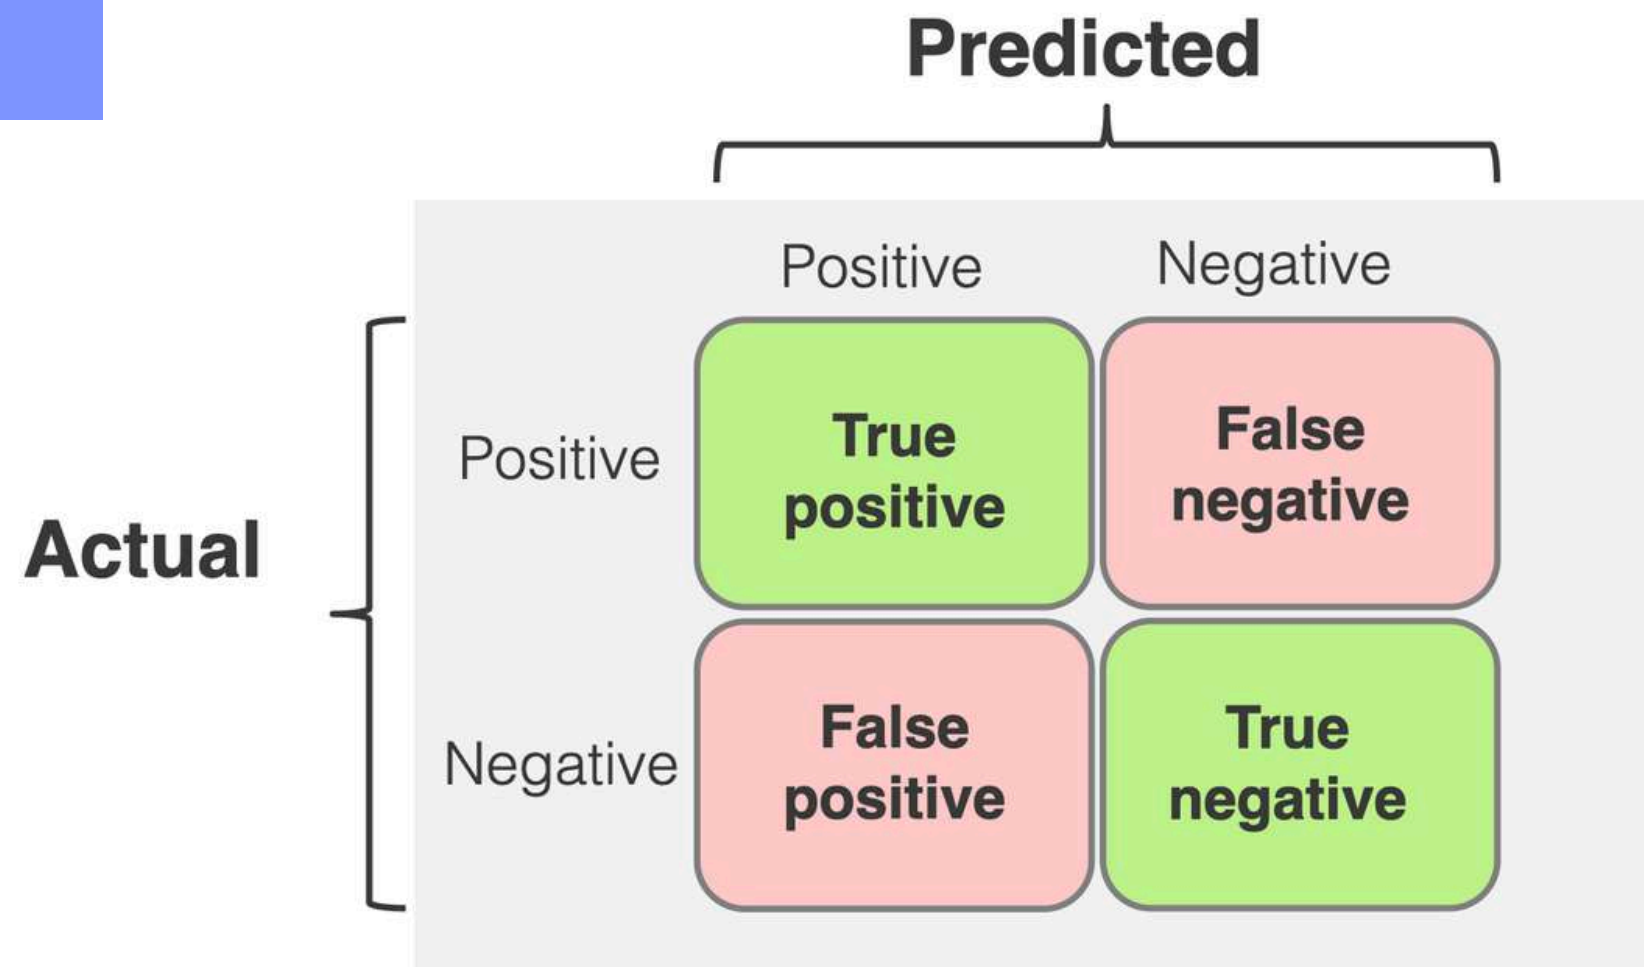 Predicted
Positive Negative
True
positive
False
negative
Positive
Actual
False
positive
True
negative
Negative